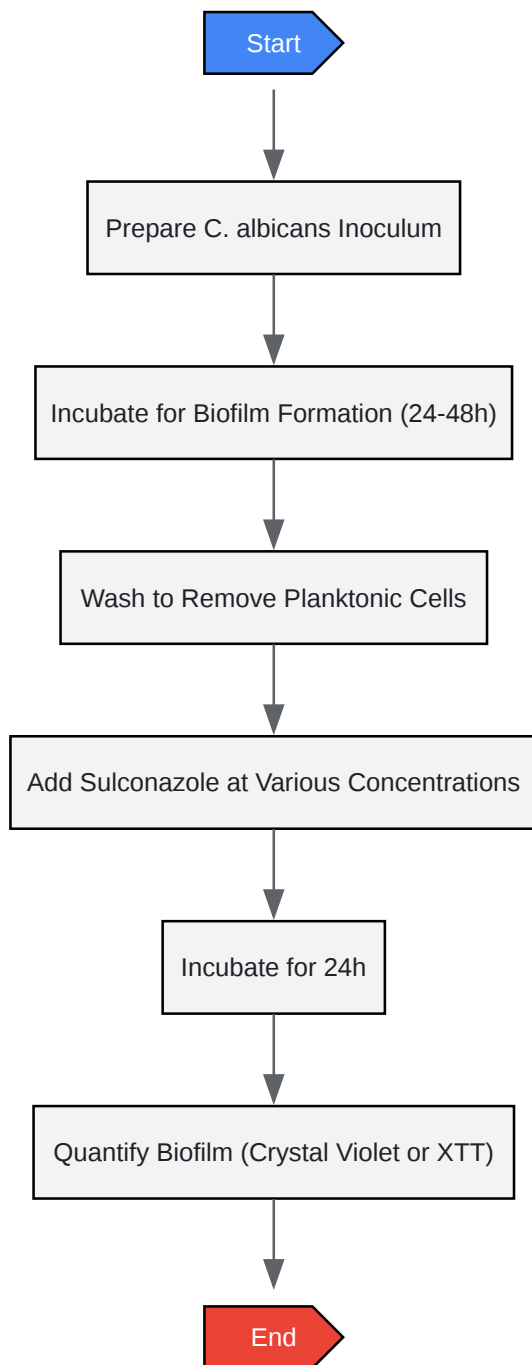 Start
Prepare C. albicans Inoculum
Incubate for Biofilm Formation (24-48h)
Wash to Remove Planktonic Cells
Add Sulconazole at Various Concentrations
Incubate for 24h
Quantify Biofilm (Crystal Violet or XTT)
End